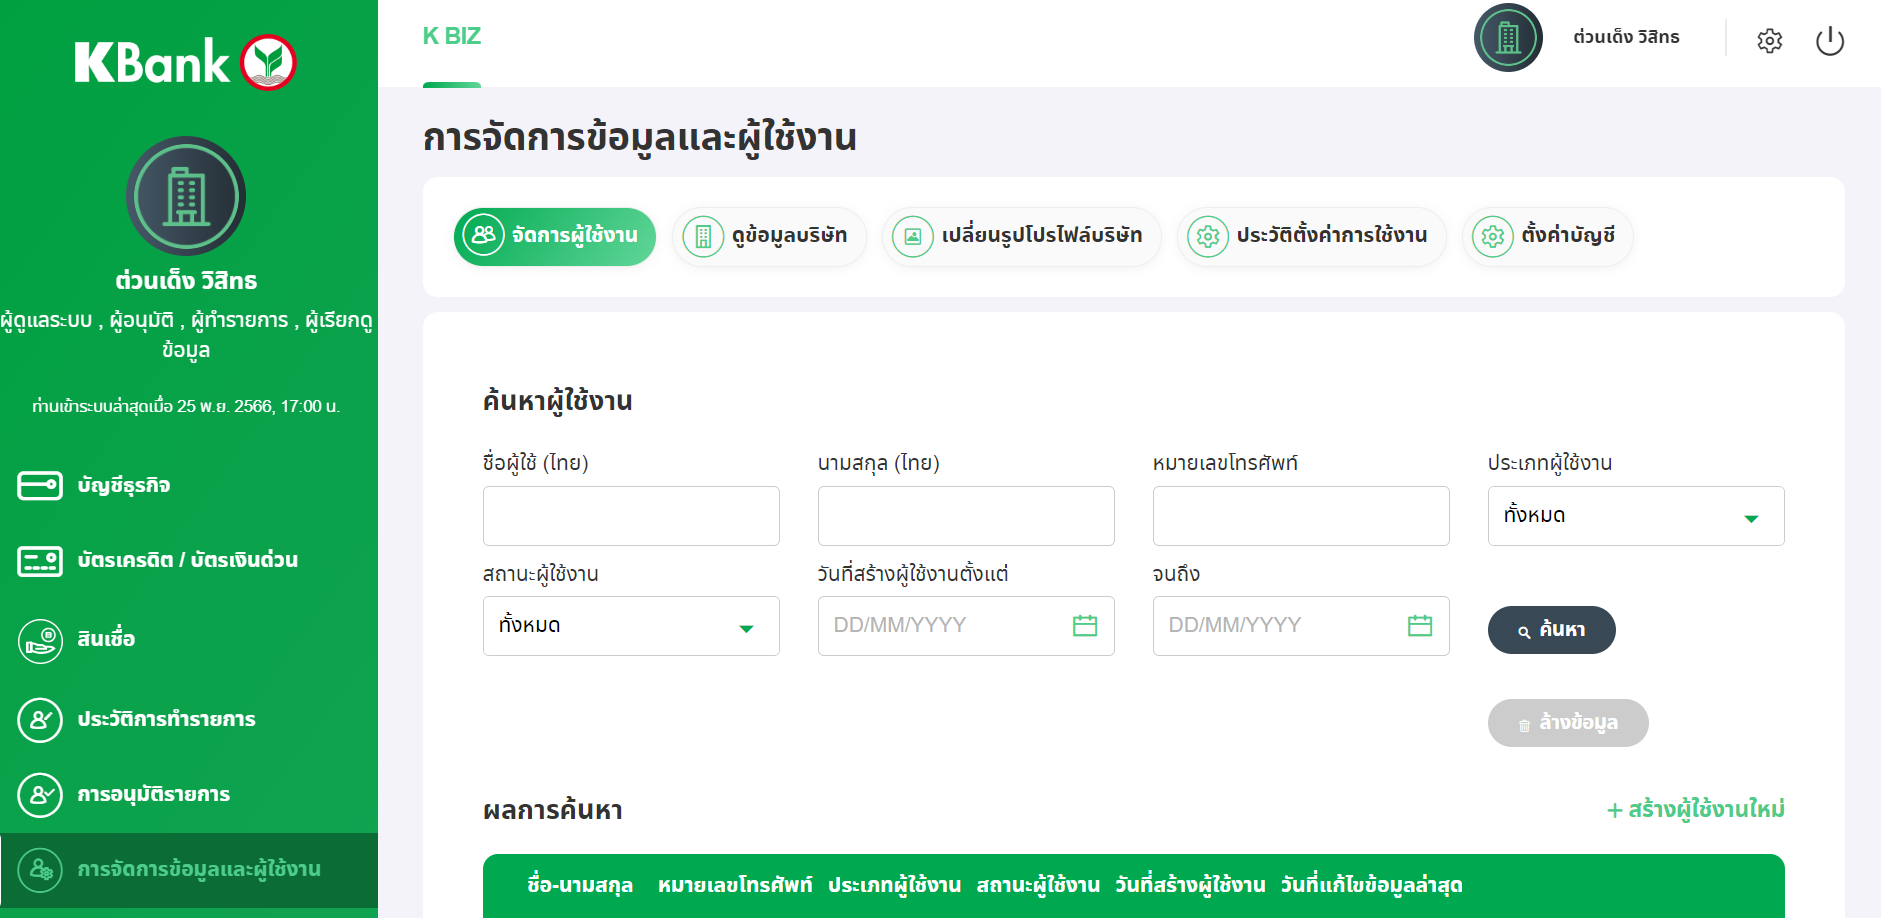 KBank
ต่วนเด็ง วิสิทธ
ผู้ดูแลระบบ , ผู้อนุมัติ , ผู้ทำรายการ , ผู้เรียกดู
ข้อมูล
ท่านเข้าระบบล่าสุดเมื่อ 25 พ.ย. 2566, 17:00 น.
บัญชีธุรกิจ
บัตรเครดิต / บัตรเงินด่วน
สินเชื่อ
ประวัติการทำรายการ
การอนุมัติรายการ
การจัดการข้อมูลและผู้ใช้งาน
K BIZ
ต่วนเด็ง วิสิทธ
การจัดการข้อมูลและผู้ใช้งาน
จัดการผู้ใช้งาน
ดูข้อมูลบริษัท
เปลี่ยนรูปโปรไฟล์บริษัท
ประวัติตั้งค่าการใช้งาน
ตั้งค่าบัญชี
ค้นหาผู้ใช้งาน
ชื่อผู้ใช้ (ไทย)
นามสกุล (ไทย)
หมายเลขโทรศัพท์
ประเภทผู้ใช้งาน
ทั้งหมด
สถานะผู้ใช้งาน
วันที่สร้างผู้ใช้งานตั้งแต่
จนถึง
ทั้งหมด
DD/MM/YYYY
DD/MM/YYYY
ค้นหา
ล้างข้อมูล
ผลการค้นหา
+ สร้างผู้ใช้งานใหม่
ชื่อ-นามสกุล หมายเลขโทรศัพท์ ประเภทผู้ใช้งาน สถานะผู้ใช้งาน วันที่สร้างผู้ใช้งาน วันที่แก้ไขข้อมูลล่าสุด